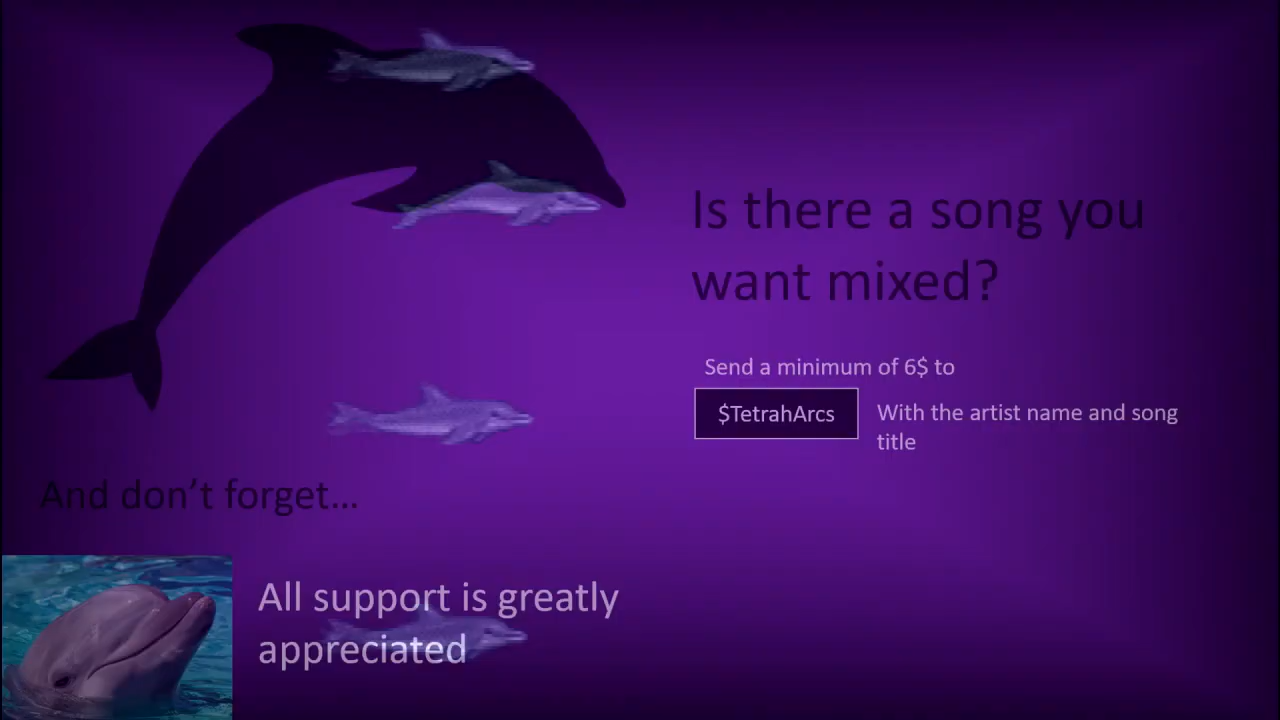 Is there a song you
want mixed?
Send a minimum of 6$ to
$TetrahArcs
With the artist name and song
title
And don’t forget…
All support is greatly
appreciated